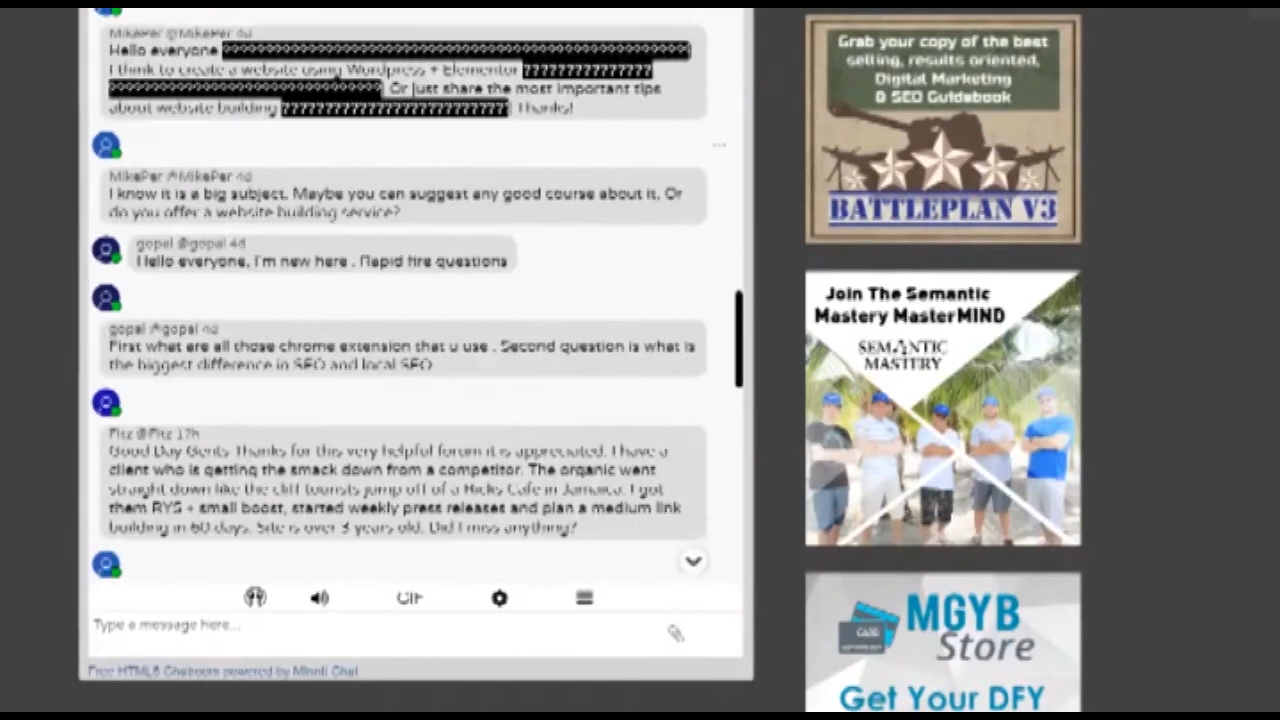 MikePer @MikePer 4d
Hello everyone
I think to create a website using Wordpress + Elementor
Or just share the most important tips
about website building Thanks!
MikePer @MikePer 4d
I know it is a big subject. Maybe you can suggest any good course about it, Or
do you offer a website building service?
gopal @gopal 4d
Hello everyone, I'm new here . Rapid fire questions
gopal @gopal 4d
First what are all those chrome extension that u use . Second question is what is
the biggest difference in SEO and local SEO
Fitz @Fitz 17h
Good Day Gents Thanks for this very helpful forum it is appreciated. I have a
client who is getting the smack down from a competitor. The organic went
straight down like the cliff tourists jump off of a Ricks Cafe in Jamaica. I got
them RYS + small boost, started weekly press releases and plan a medium link
building in 60 days. Site is over 3 years old. Did I miss anything?
GIF
Type a message here...
Free HTML5 Chatroom powered by Minnit Chat
Grab your copy of the best
selling, results oriented,
Digital Marketing
& SEO Guidebook
BATTLEPLAN V3
Join The Semantic
Mastery MasterMIND
SEMANTIC
MASTERY
MGYB
Store
CARD
Get Your DFY